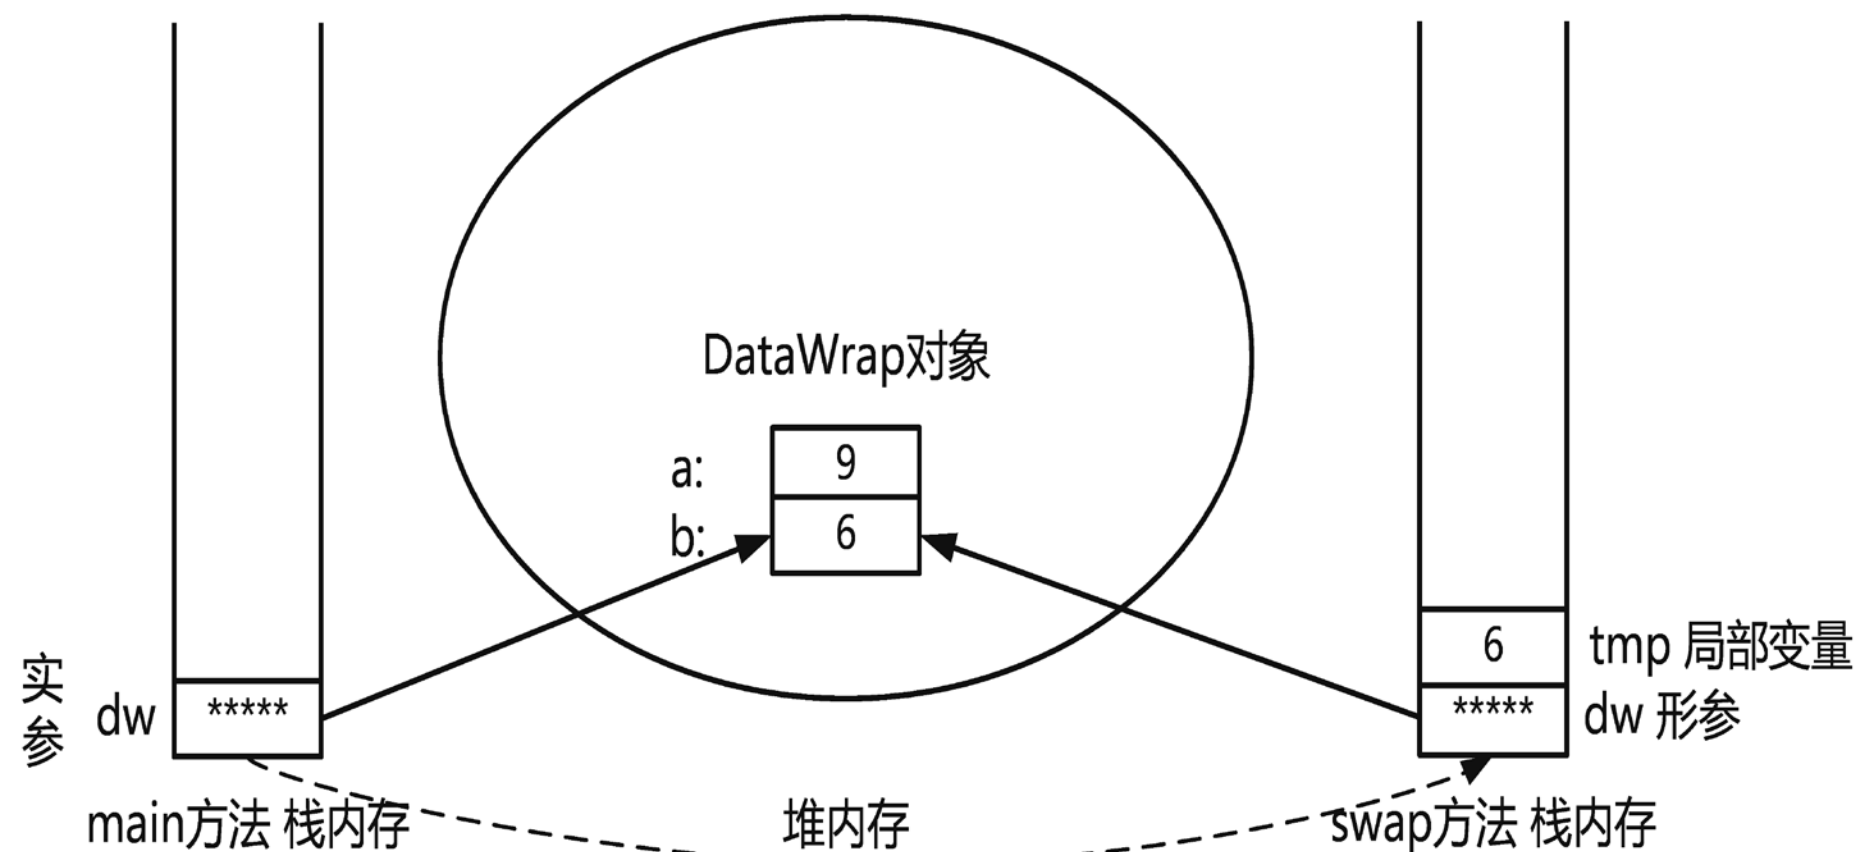 DataWrap对象
a: 9
b: 6
6 tmp 局部变量
实参 dw *****
***** dw 形参
main方法 栈内存
堆内存
swap方法 栈内存